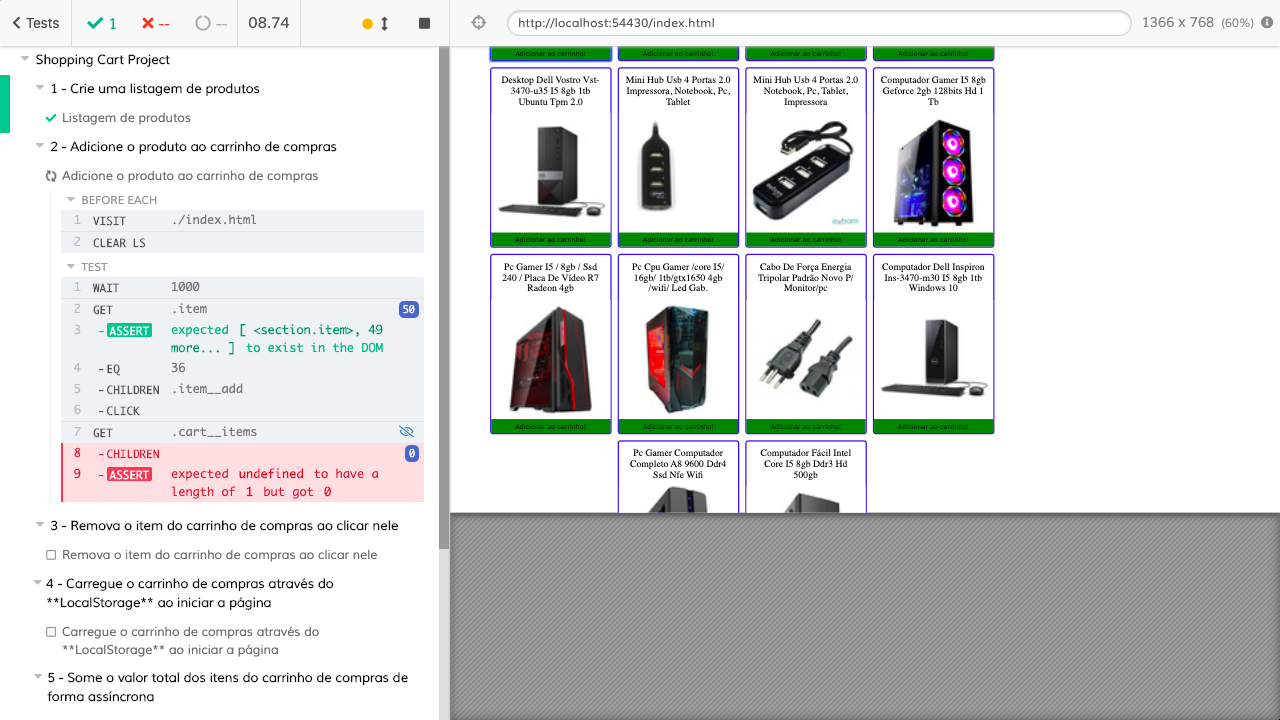 Tests
1
--
--
08.74
http://localhost:54430/index.html
1366 x 768 (60%)
Shopping Cart Project
1 - Crie uma listagem de produtos
Listagem de produtos
2 - Adicione o produto ao carrinho de compras
Adicione o produto ao carrinho de compras
BEFORE EACH
1 VISIT ./index.html
2 CLEAR LS
TEST
1 WAIT 1000
2 GET .item 50
3 -ASSERT expected [ <section.item>, 49
more... ] to exist in the DOM
4 -EQ 36
5 -CHILDREN .item__add
6 -CLICK
7 GET .cart__items
8 -CHILDREN 0
9 -ASSERT expected undefined to have a
length of 1 but got 0
3 - Remova o item do carrinho de compras ao clicar nele
Remova o item do carrinho de compras ao clicar nele
4 - Carregue o carrinho de compras através do
**LocalStorage** ao iniciar a página
Carregue o carrinho de compras através do
**LocalStorage** ao iniciar a página
5 - Some o valor total dos itens do carrinho de compras de
forma assíncrona
Adicionar ao carrinho!
Adicionar ao carrinho!
Adicionar ao carrinho!
Adicionar ao carrinho!
Desktop Dell Vostro Vst-
3470-u35 I5 8gb 1tb
Ubuntu Tpm 2.0
Adicionar ao carrinho!
Mini Hub Usb 4 Portas 2.0
Impressora, Notebook, Pc,
Tablet
Adicionar ao carrinho!
Mini Hub Usb 4 Portas 2.0
Notebook, Pc, Tablet,
Impressora
exbom
Adicionar ao carrinho!
Computador Gamer I5 8gb
Geforce 2gb 128bits Hd 1
Tb
Adicionar ao carrinho!
Pc Gamer I5 / 8gb / Ssd
240 / Placa De Vídeo R7
Radeon 4gb
Adicionar ao carrinho!
Pc Cpu Gamer /core I5/
16gb/ 1tb/gtx1650 4gb
/wifi/ Led Gab.
Adicionar ao carrinho!
Cabo De Força Energia
Tripolar Padrão Novo P/
Monitor/pc
Adicionar ao carrinho!
Computador Dell Inspiron
Ins-3470-m30 I5 8gb 1tb
Windows 10
Adicionar ao carrinho!
Pc Gamer Computador
Completo A8 9600 Ddr4
Ssd Nfe Wifi
Computador Fácil Intel
Core I5 8gb Ddr3 Hd
500gb